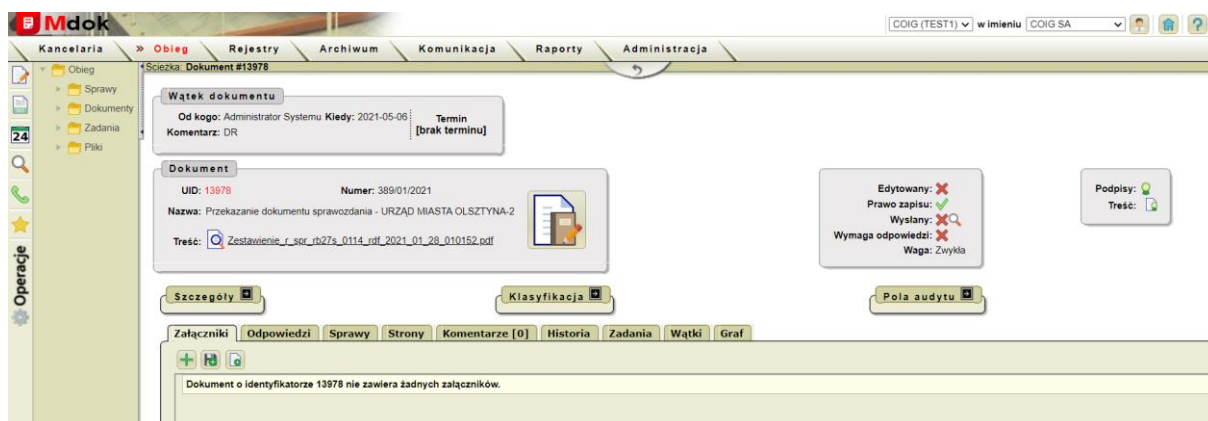 Mdok
COIG (TEST1) w imieniu COIG SA
Kancelaria » Obieg Rejestry Archiwum Komunikacja Raporty Administracja
Obieg
Sprawy
Dokumenty
Zadania
Pliki
24
Operacje
Ścieżka: Dokument #13978
Wątek dokumentu
Od kogo: Administrator Systemu Kiedy: 2021-05-06
Komentarz: DR
Termin
[brak terminu]
Dokument
UID: 13978 Numer: 389/01/2021
Nazwa: Przekazanie dokumentu sprawozdania - URZĄD MIASTA OLSZTYNA-2
Treść: Zestawienie_r_spr_rb27s_0114_rdf_2021_01_28_010152.pdf
Edytowany:
Prawo zapisu:
Wysłany:
Wymaga odpowiedzi:
Waga: Zwykła
Podpisy:
Treść:
Szczegóły Klasyfikacja Pola audytu
Załączniki Odpowiedzi Sprawy Strony Komentarze [0] Historia Zadania Wątki Graf
Dokument o identyfikatorze 13978 nie zawiera żadnych załączników.